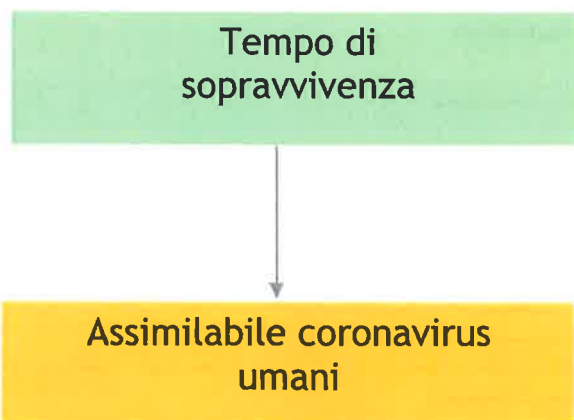 Tempo di
sopravvivenza
Assimilabile coronavirus
umani